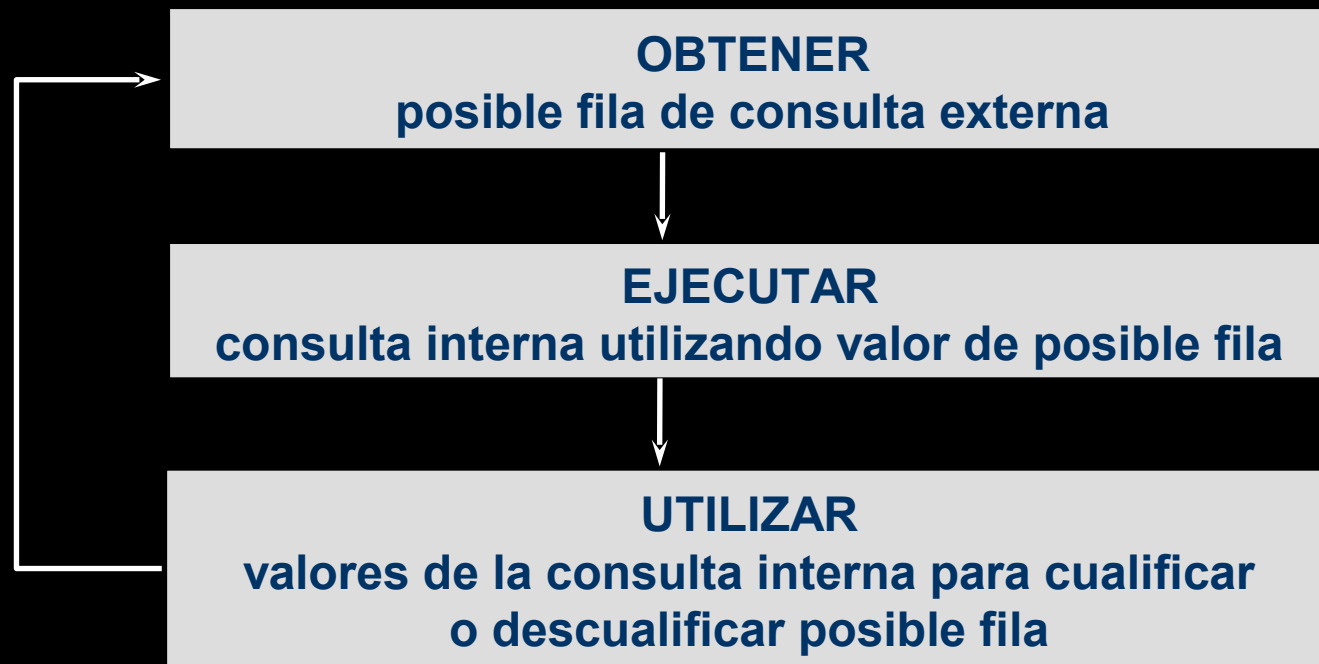 OBTENER
posible fila de consulta externa
EJECUTAR
consulta interna utilizando valor de posible fila
UTILIZAR
valores de la consulta interna para cualificar
o descualificar posible fila